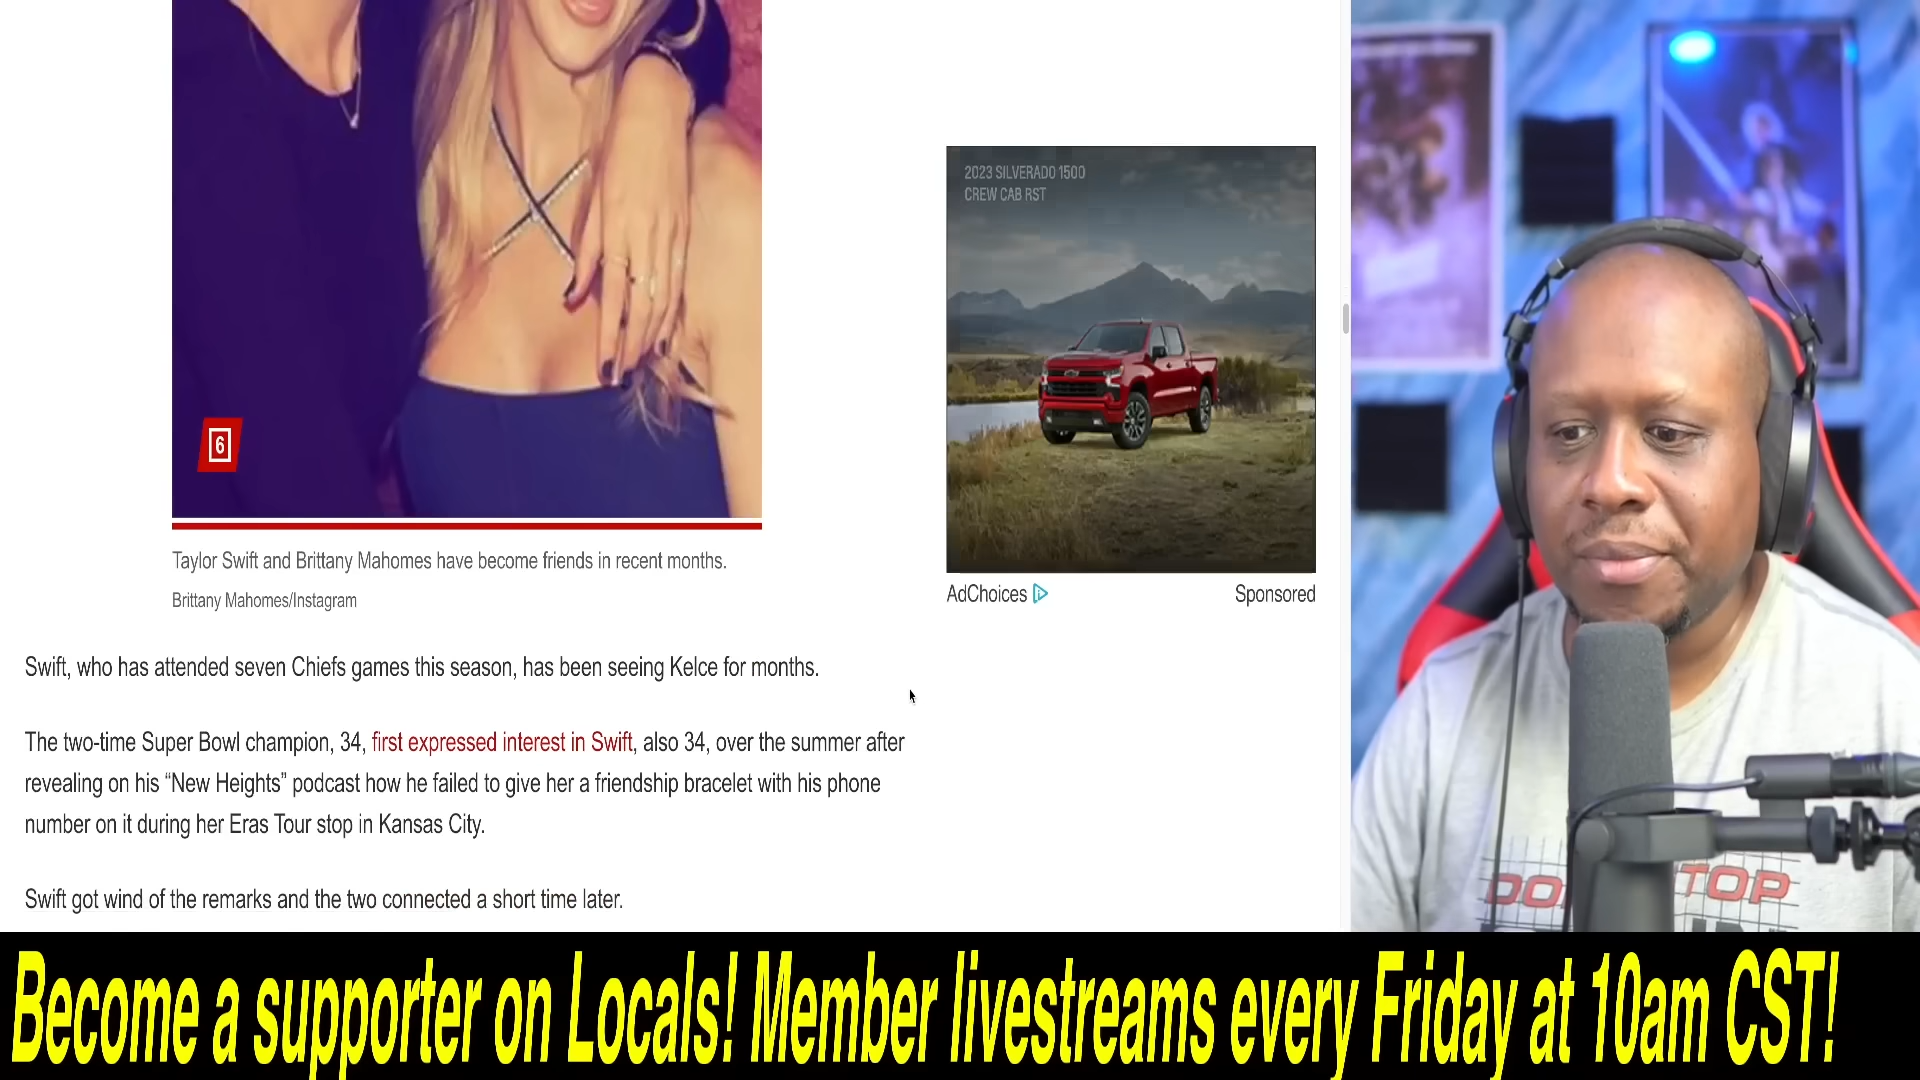 6
Taylor Swift and Brittany Mahomes have become friends in recent months.
Brittany Mahomes/Instagram
Swift, who has attended seven Chiefs games this season, has been seeing Kelce for months.
The two-time Super Bowl champion, 34, first expressed interest in Swift, also 34, over the summer after
revealing on his “New Heights” podcast how he failed to give her a friendship bracelet with his phone
number on it during her Eras Tour stop in Kansas City.
Swift got wind of the remarks and the two connected a short time later.
2023 SILVERADO 1500
CREW CAB RST
AdChoices
Sponsored
TOP
Become a supporter on Locals! Member livestreams every Friday at 10am CST!